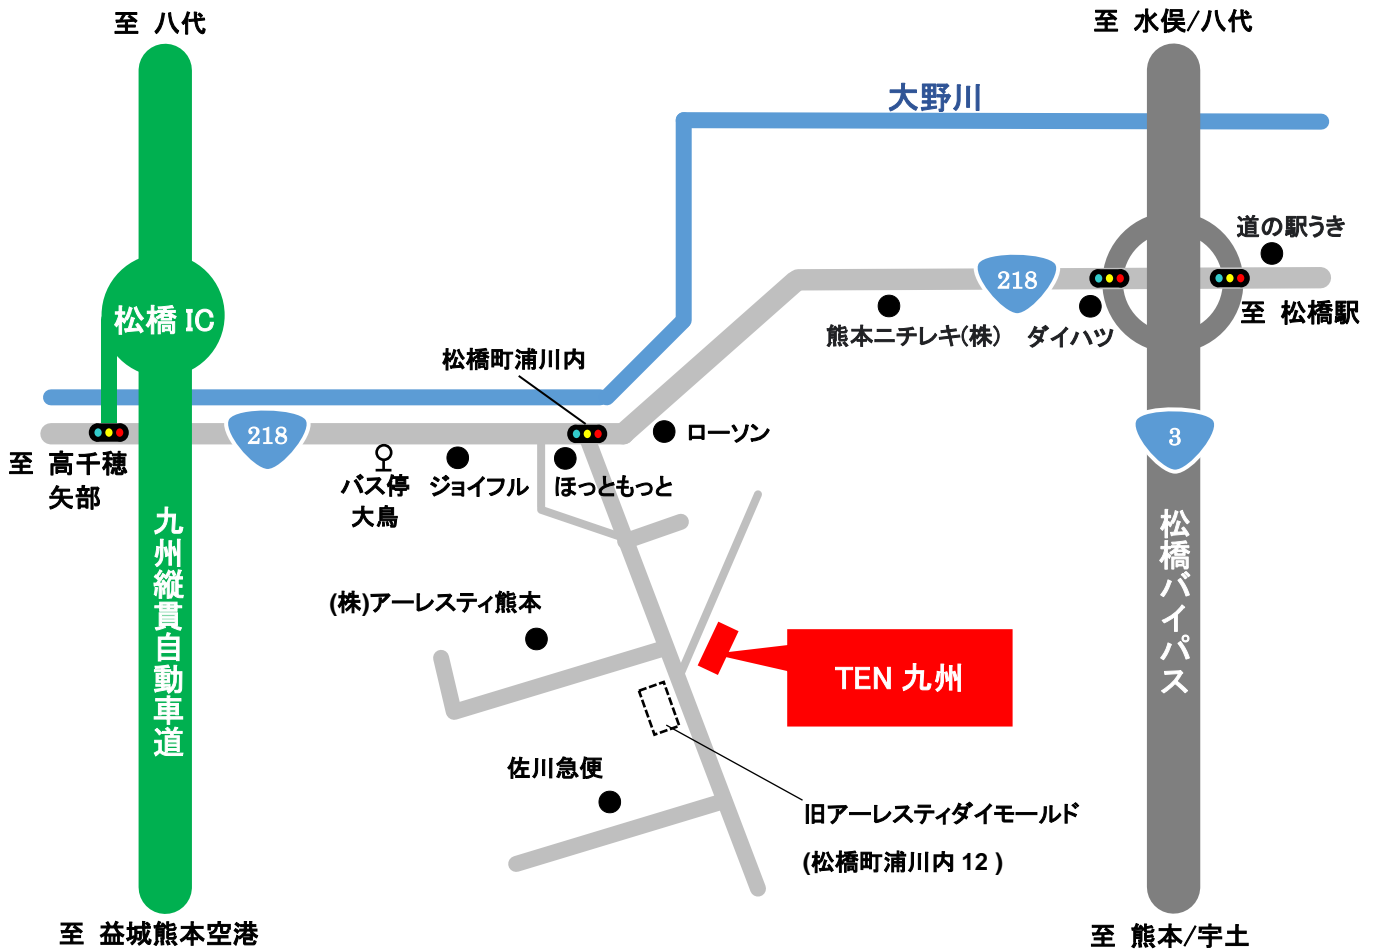 至 八代
至 水俣/八代
大野川
道の駅うき
218
至 松橋駅
松橋 IC
熊本ニチレキ(株)
ダイハツ
松橋町浦川内
218
ローソン
3
至 高千穂
矢部
バス停
大鳥
ジョイフル
ほっともっと
九州縦貫自動車道
松橋バイパス
(株)アーレスティ熊本
TEN 九州
佐川急便
旧アーレスティダイモールド
(松橋町浦川内 12 )
至 益城熊本空港
至 熊本/宇土